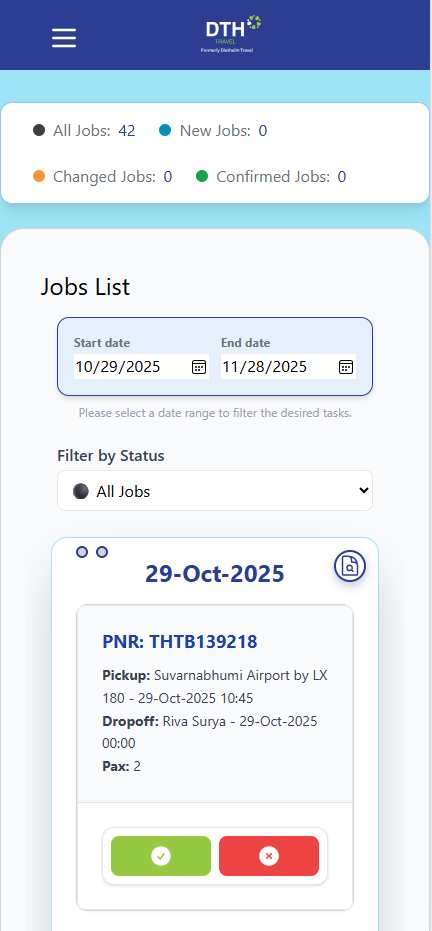 DTH
TRAVEL
Formerly Diethelm Travel
All Jobs: 42
New Jobs: 0
Changed Jobs: 0
Confirmed Jobs: 0
Jobs List
Start date
End date
10/29/2025
11/28/2025
Please select a date range to filter the desired tasks.
Filter by Status
All Jobs
29-Oct-2025
PNR: THTB139218
Pickup: Suvarnabhumi Airport by LX
180 - 29-Oct-2025 10:45
Dropoff: Riva Surya - 29-Oct-2025
00:00
Pax: 2